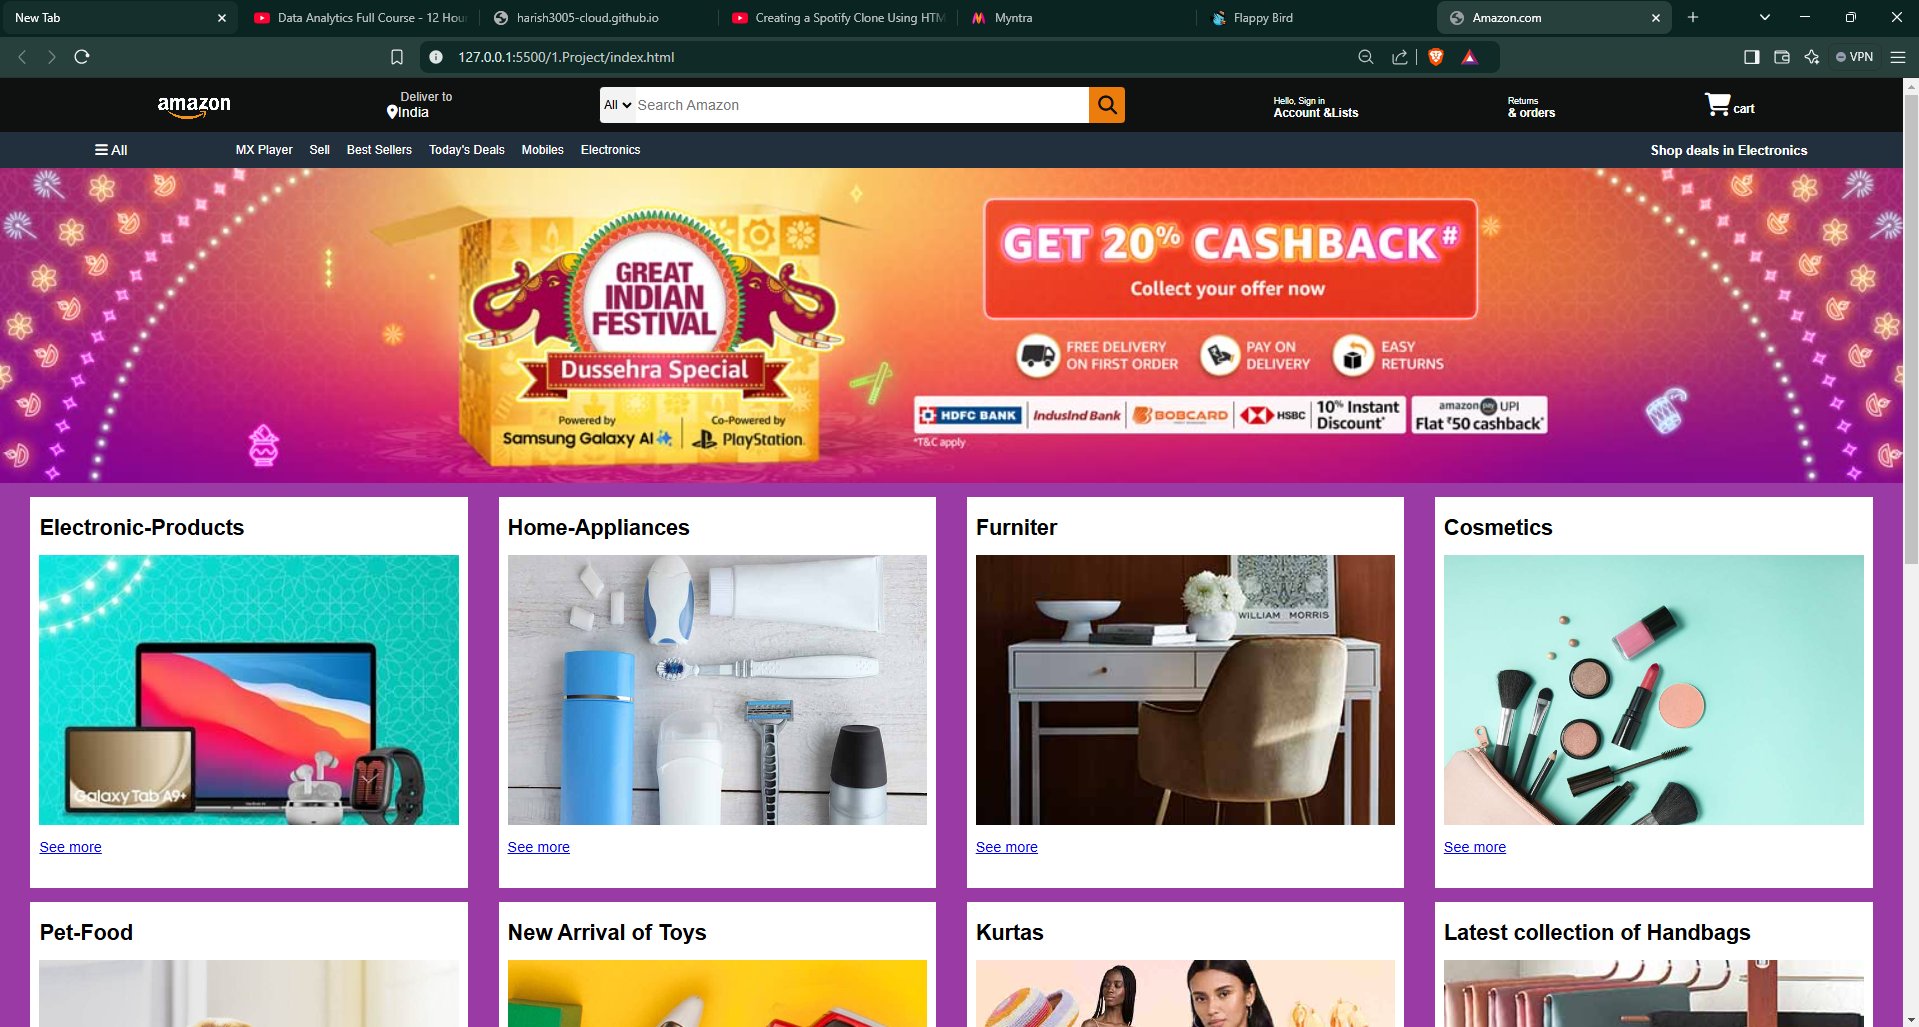 New Tab
Data Analytics Full Course - 12 Hour
harish3005-cloud.github.io
Creating a Spotify Clone Using HTM
Myntra
Flappy Bird
Amazon.com
127.0.0.1:5500/1.Project/index.html
VPN
amazon
Deliver to
India
All
Search Amazon
Hello, Sign in
Account &Lists
Returns
& orders
cart
All
MX Player
Sell
Best Sellers
Today's Deals
Mobiles
Electronics
Shop deals in Electronics
GREAT
INDIAN
FESTIVAL
Dussehra Special
Powered by
Samsung Galaxy AI
Co-Powered by
PlayStation
GET 20% CASHBACK#
Collect your offer now
FREE DELIVERY
ON FIRST ORDER
PAY ON
DELIVERY
EASY
RETURNS
HDFC BANK
IndusInd Bank
BOBCARD
HSBC
10% Instant
Discount*
amazon pay UPI
Flat ₹50 cashback*
*T&C apply
Electronic-Products
Home-Appliances
Furniter
Cosmetics
Galaxy Tab A9+
WILLIAM MORRIS
See more
See more
See more
See more
Pet-Food
New Arrival of Toys
Kurtas
Latest collection of Handbags